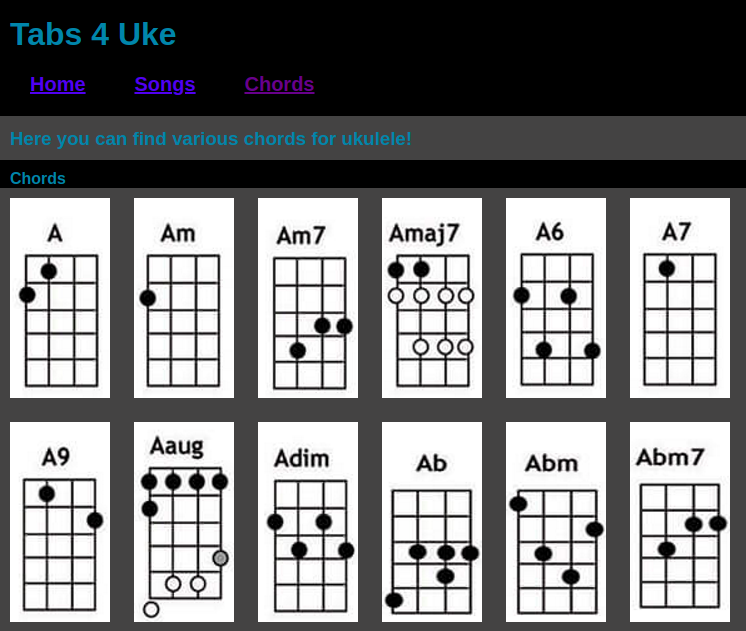 Tabs 4 Uke
Home Songs Chords
Here you can find various chords for ukulele!
Chords
A Am Am7 Amaj7 A6 A7
A9 Aaug Adim Ab Abm Abm7